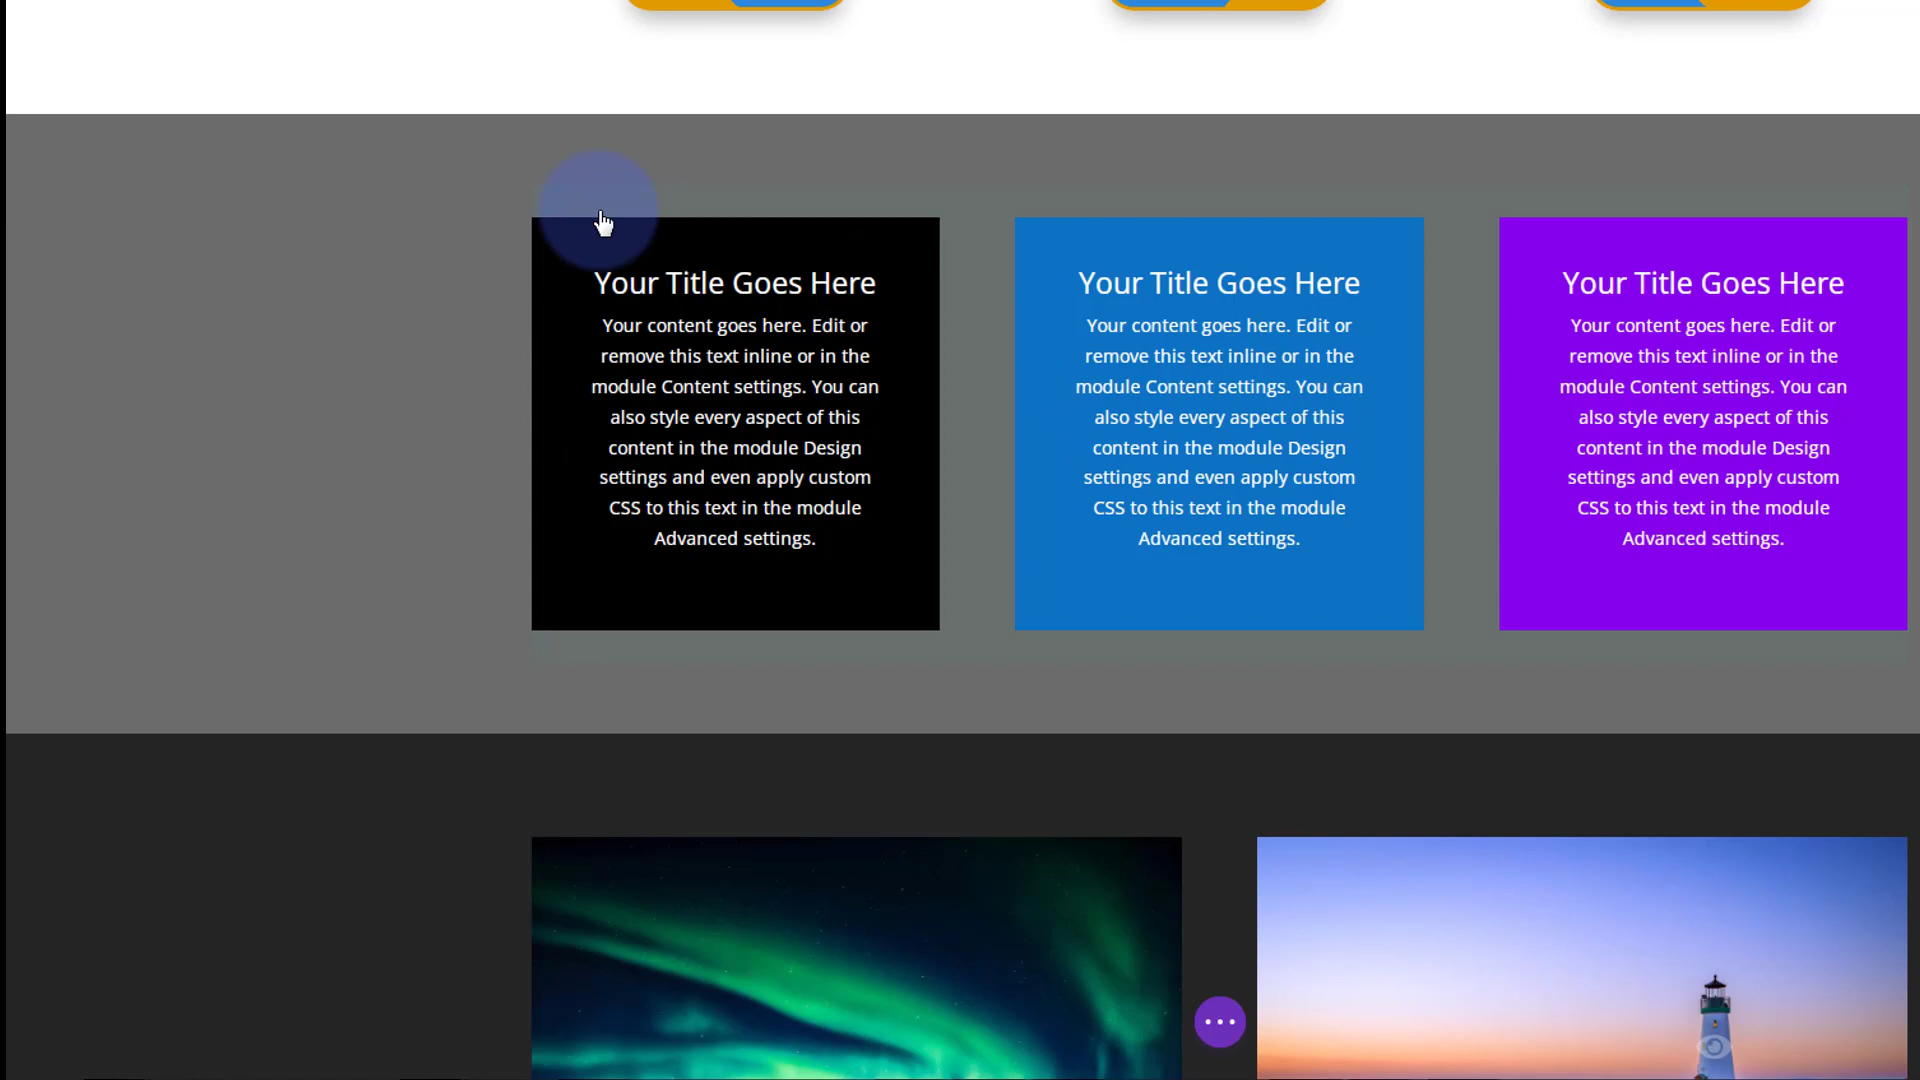 Your Title Goes Here
Your content goes here. Edit or
remove this text inline or in the
module Content settings. You can
also style every aspect of this
content in the module Design
settings and even apply custom
CSS to this text in the module
Advanced settings.
Your Title Goes Here
Your content goes here. Edit or
remove this text inline or in the
module Content settings. You can
also style every aspect of this
content in the module Design
settings and even apply custom
CSS to this text in the module
Advanced settings.
Your Title Goes Here
Your content goes here. Edit or
remove this text inline or in the
module Content settings. You can
also style every aspect of this
content in the module Design
settings and even apply custom
CSS to this text in the module
Advanced settings.